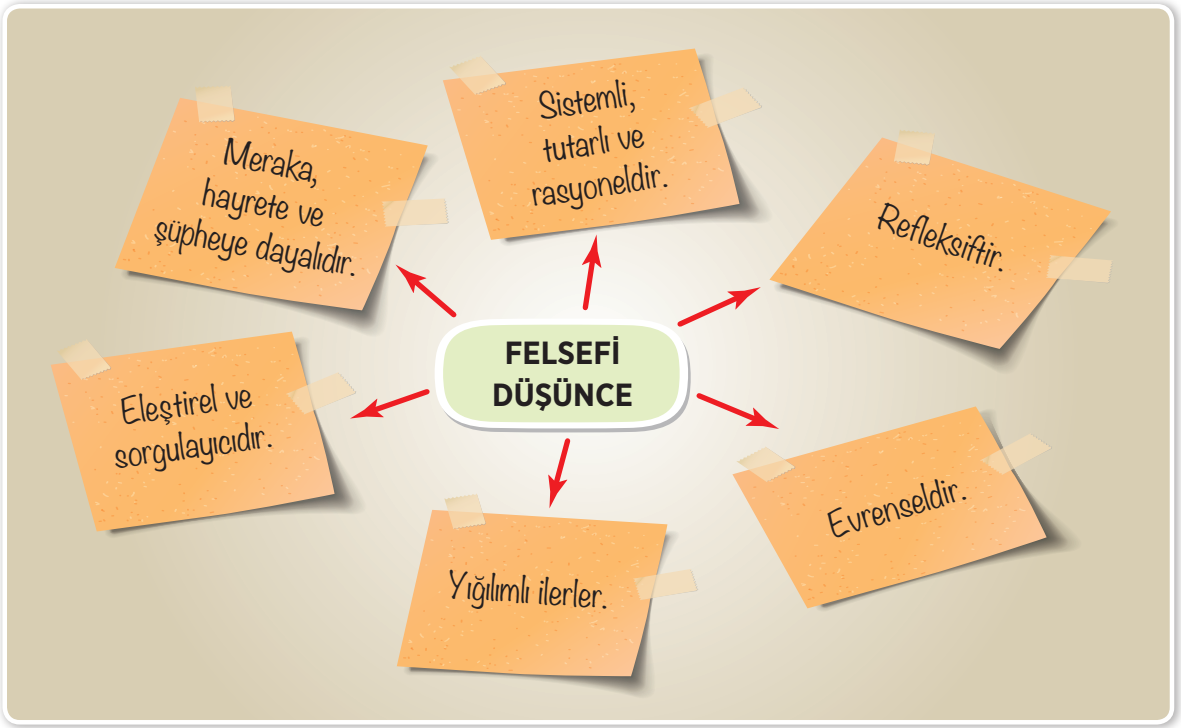 Sistemli,
tutarlı ve
rasyoneldir.
Meraka,
hayrete ve
şüpheye dayalıdır.
Refleksiftir.
FELSEFİ
DÜŞÜNCE
Eleştirel ve
sorgulayıcıdır.
Evrenseldir.
Yığılımlı ilerler.